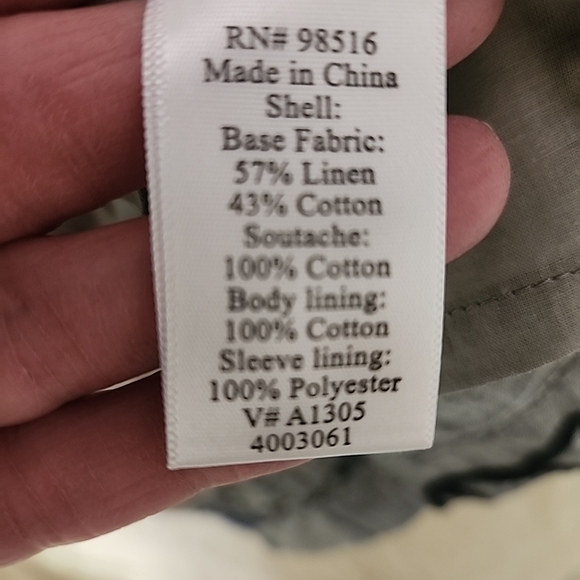 RN# 98516
Made in China
Shell:
Base Fabric:
57% Linen
43% Cotton
Soutache:
100% Cotton
Body lining:
100% Cotton
Sleeve lining:
100% Polyester
V# A1305
4003061